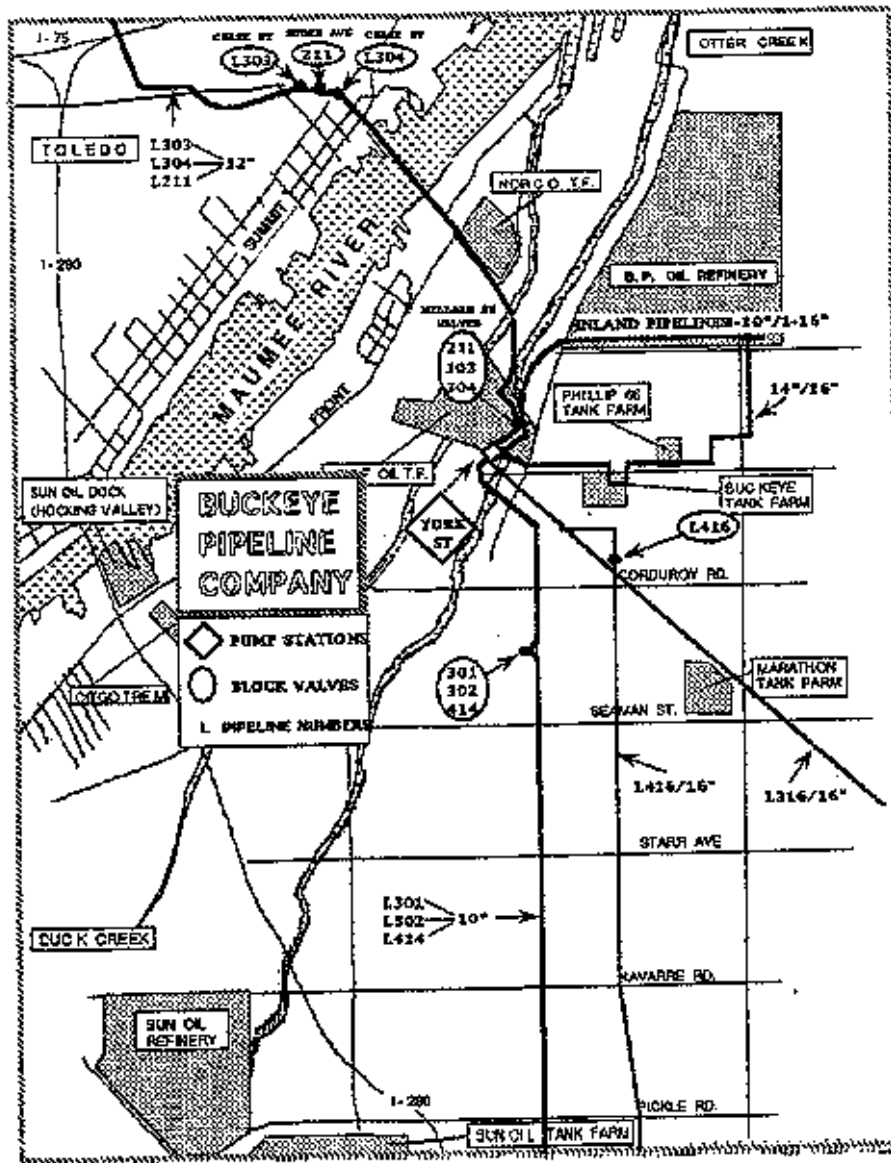 I-75
L303
211
L304
OTTER CREEK
TOLEDO
L303
L304
L211
12"
SUMMIT
I-280
MAUMEE RIVER
NORCO T.F.
B.P. OIL REFINERY
VALVES
211
303
304
INLAND PIPELINES-10"/1-16"
FRONT
PHILLIP 66
TANK FARM
14"/16"
OIL T.F.
SUN OIL DOCK
(HOCKING VALLEY)
BUCKEYE
PIPELINE
COMPANY
YORK
ST
BUCKEYE
TANK FARM
L416
CORDUROY RD.
PUMP STATIONS
BLOCK VALVES
L PIPELINE NUMBERS
301
302
414
MARATHON
TANK FARM
SEAMAN ST.
L416/16"
L316/16"
STARR AVE
L301
L302
L414
10"
DUCK CREEK
NAVARRE RD.
SUN OIL
REFINERY
I-280
PICKLE RD.
SUN OIL TANK FARM